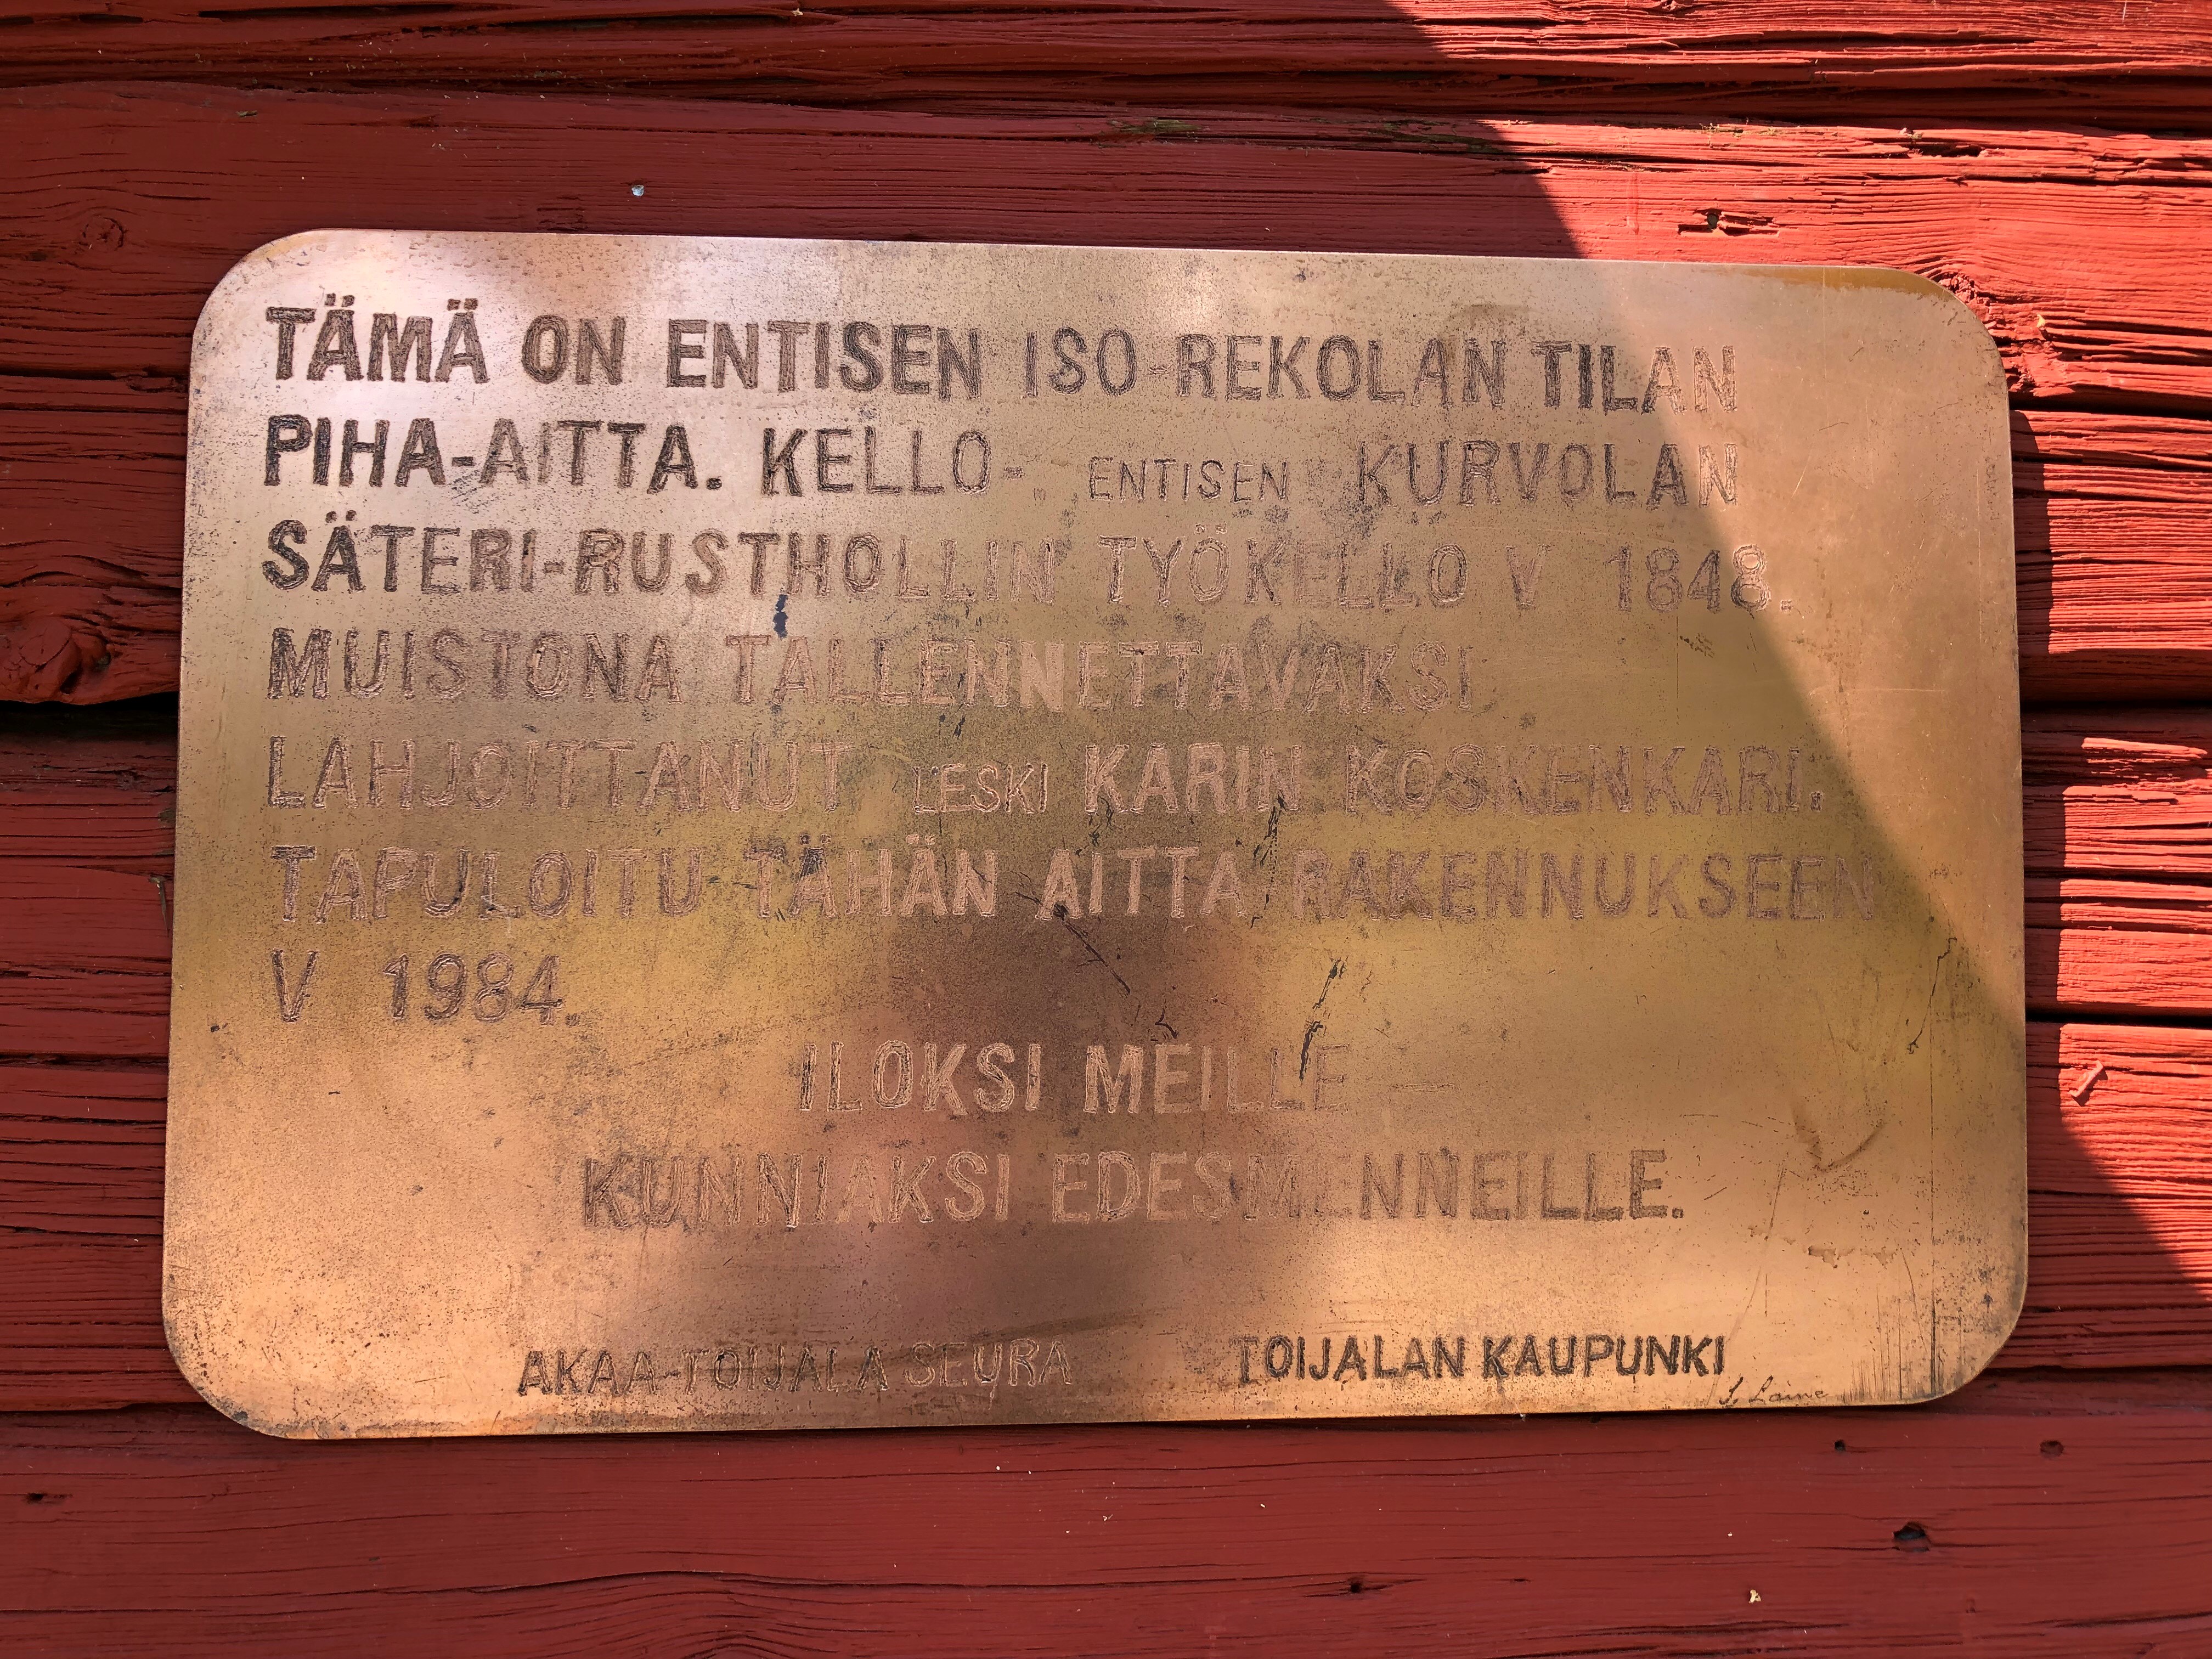 TÄMÄ ON ENTISEN ISO-REKOLAN TILAN
PIHA-AITTA. KELLO- ENTISEN KURVOLAN
SÄTERI-RUSTHOLLIN TYÖKELLO V 1848.
MUISTONA TALLENNETTAVAKSI
LAHJOITTANUT LESKI KARIN KOSKENKARI.
TAPULOITU TÄHÄN AITTA RAKENNUKSEEN
V 1984.
ILOKSI MEILLE —
KUNNIAKSI EDESMENNEILLE.
AKAA-TOIJALA SEURA TOIJALAN KAUPUNKI
J. Laine